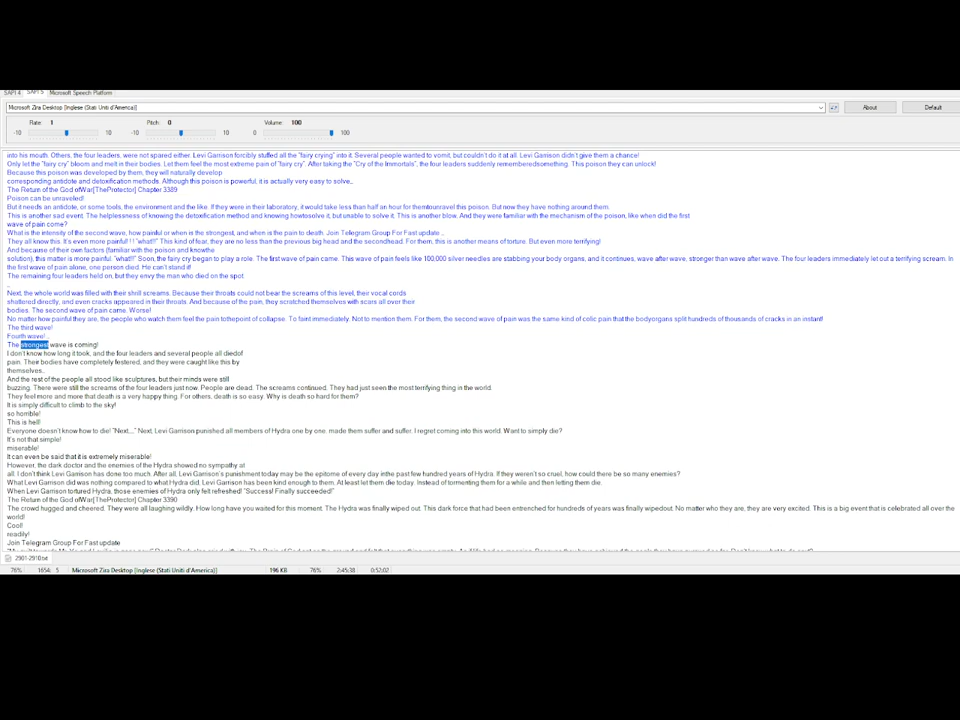 SAPI 4 SAPI 5 Microsoft Speech Platform
Microsoft Zira Desktop [Inglese (Stati Uniti d'America)]
About
Default
Rate: 1
Pitch: 0
Volume: 100
-10 10 -10 10 0 100
into his mouth. Others, the four leaders, were not spared either. Levi Garrison forcibly stuffed all the "fairy crying" into it. Several people wanted to vomit, but couldn't do it at all. Levi Garrison didn't give them a chance!
Only let the "fairy cry" bloom and melt in their bodies. Let them feel the most extreme pain of "fairy cry". After taking the "Cry of the Immortals", the four leaders suddenly rememberedsomething. This poison they can unlock!
Because this poison was developed by them, they will naturally develop
corresponding antidote and detoxification methods. Although this poison is powerful, it is actually very easy to solve,.
The Return of the God ofWar[TheProtector] Chapter 3389
Poison can be unraveled!
But it needs an antidote, or some tools, the environment and the like. If they were in their laboratory, it would take less than half an hour for themtounravel this poison. But now they have nothing around them.
This is another sad event. The helplessness of knowing the detoxification method and knowing howtosolve it, but unable to solve it. This is another blow. And they were familiar with the mechanism of the poison, like when did the first
wave of pain come?
What is the intensity of the second wave, how painful or when is the strongest, and when is the pain to death. Join Telegram Group For Fast update ,.
They all know this. It's even more painful! ! ! "what!!" This kind of fear, they are no less than the previous big head and the secondhead. For them, this is another means of torture. But even more terrifying!
And because of their own factors (familiar with the poison and knowthe
solution), this matter is more painful. "what!!" Soon, the fairy cry began to play a role. The first wave of pain came. This wave of pain feels like 100,000 silver needles are stabbing your body organs, and it continues, wave after wave, stronger than wave after wave. The four leaders immediately let out a terrifying scream. In
the first wave of pain alone, one person died. He can't stand it!
The remaining four leaders held on, but they envy the man who died on the spot.
..
Next, the whole world was filled with their shrill screams. Because their throats could not bear the screams of this level, their vocal cords
shattered directly, and even cracks appeared in their throats. And because of the pain, they scratched themselves with scars all over their
bodies. The second wave of pain came. Worse!
No matter how painful they are, the people who watch them feel the pain tothepoint of collapse. To faint immediately. Not to mention them. For them, the second wave of pain was the same kind of colic pain that the bodyorgans split hundreds of thousands of cracks in an instant!
The third wave!
Fourth wave! ..
The strongest wave is coming!
I don't know how long it took, and the four leaders and several people all diedof
pain. Their bodies have completely festered, and they were caught like this by
themselves,.
And the rest of the people all stood like sculptures, but their minds were still
buzzing. There were still the screams of the four leaders just now. People are dead. The screams continued. They had just seen the most terrifying thing in the world.
They feel more and more that death is a very happy thing. For others, death is so easy. Why is death so hard for them?
It is simply difficult to climb to the sky!
so horrible!
This is hell!
Everyone doesn't know how to die! "Next,..." Next, Levi Garrison punished all members of Hydra one by one. made them suffer and suffer. I regret coming into this world. Want to simply die?
It's not that simple!
miserable!
It can even be said that it is extremely miserable!
However, the dark doctor and the enemies of the Hydra showed no sympathy at
all. I don't think Levi Garrison has done too much. After all, Levi Garrison's punishment today may be the epitome of every day inthe past few hundred years of Hydra. If they weren't so cruel, how could there be so many enemies?
What Levi Garrison did was nothing compared to what Hydra did. Levi Garrison has been kind enough to them. At least let them die today. Instead of tormenting them for a while and then letting them die.
When Levi Garrison tortured Hydra, those enemies of Hydra only felt refreshed! "Success! Finally succeeded!"
The Return of the God ofWar[TheProtector] Chapter 3390
The crowd hugged and cheered. They were all laughing wildly. How long have you waited for this moment. The Hydra was finally wiped out. This dark force that had been entrenched for hundreds of years was finally wipedout. No matter who they are, they are very excited. This is a big event that is celebrated all over the
world!
Cool!
readily!
Join Telegram Group For Fast update
2901-2910.txt
76% 1654: 5 Microsoft Zira Desktop [Inglese (Stati Uniti d'America)] 196 KB 76% 2:45:38 0:52:02